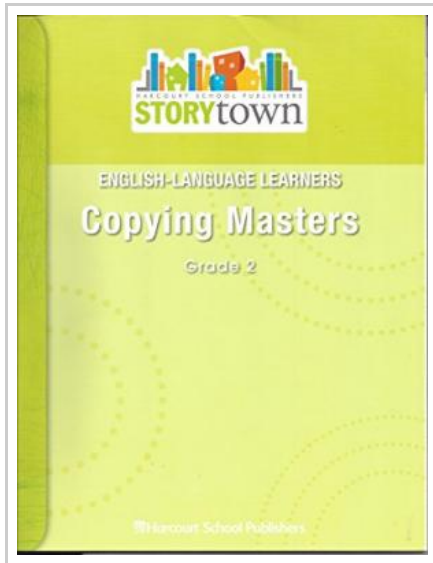 HARCOURT SCHOOL PUBLISHERS
STORYtown
ENGLISH-LANGUAGE LEARNERS
Copying Masters
Grade 2
Harcourt School Publishers